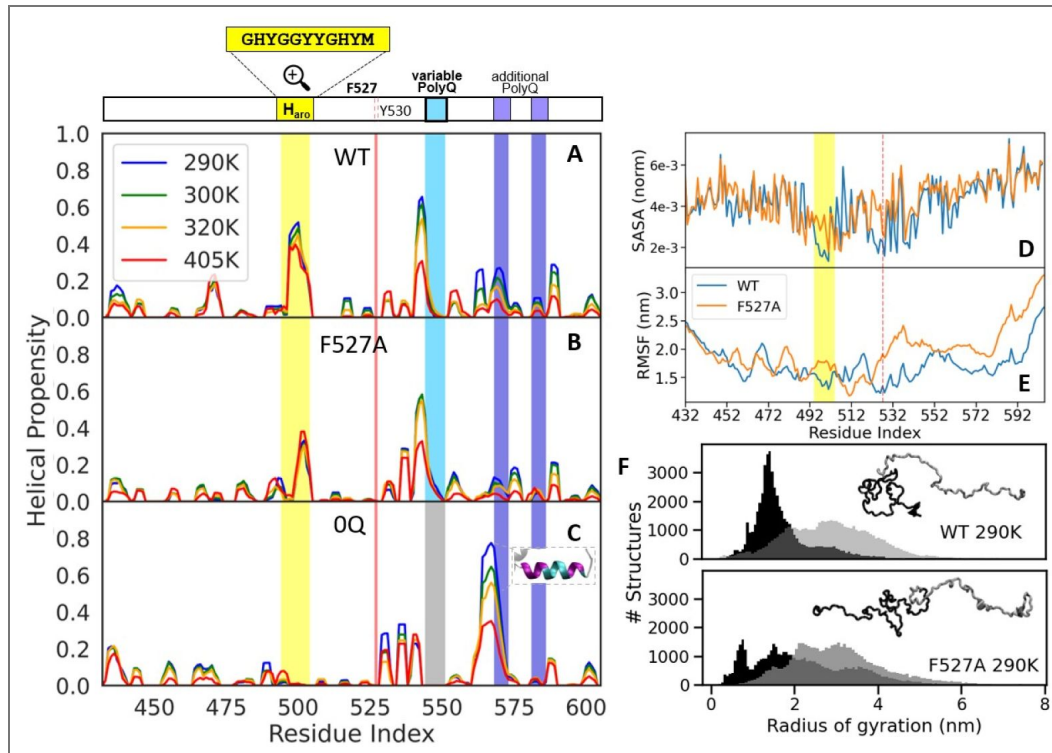 GHYGGYYGHYM
F527
variable
PolyQ
additional
PolyQ
Haro
Y530
Helical Propensity
1.0
0.8
0.6
0.4
0.2
0.0
WT
A
290K
300K
320K
405K
0.8
0.6
0.4
0.2
0.0
F527A
B
0.8
0.6
0.4
0.2
0.0
0Q
C
450
475
500
525
550
575
600
Residue Index
SASA (norm)
6e-3
4e-3
2e-3
D
RMSF (nm)
3.0
2.5
2.0
1.5
WT
F527A
E
432
452
472
492
512
532
552
572
592
Residue Index
F
# Structures
3000
2000
1000
0
WT 290K
3000
2000
1000
0
F527A 290K
0
2
4
6
8
Radius of gyration (nm)